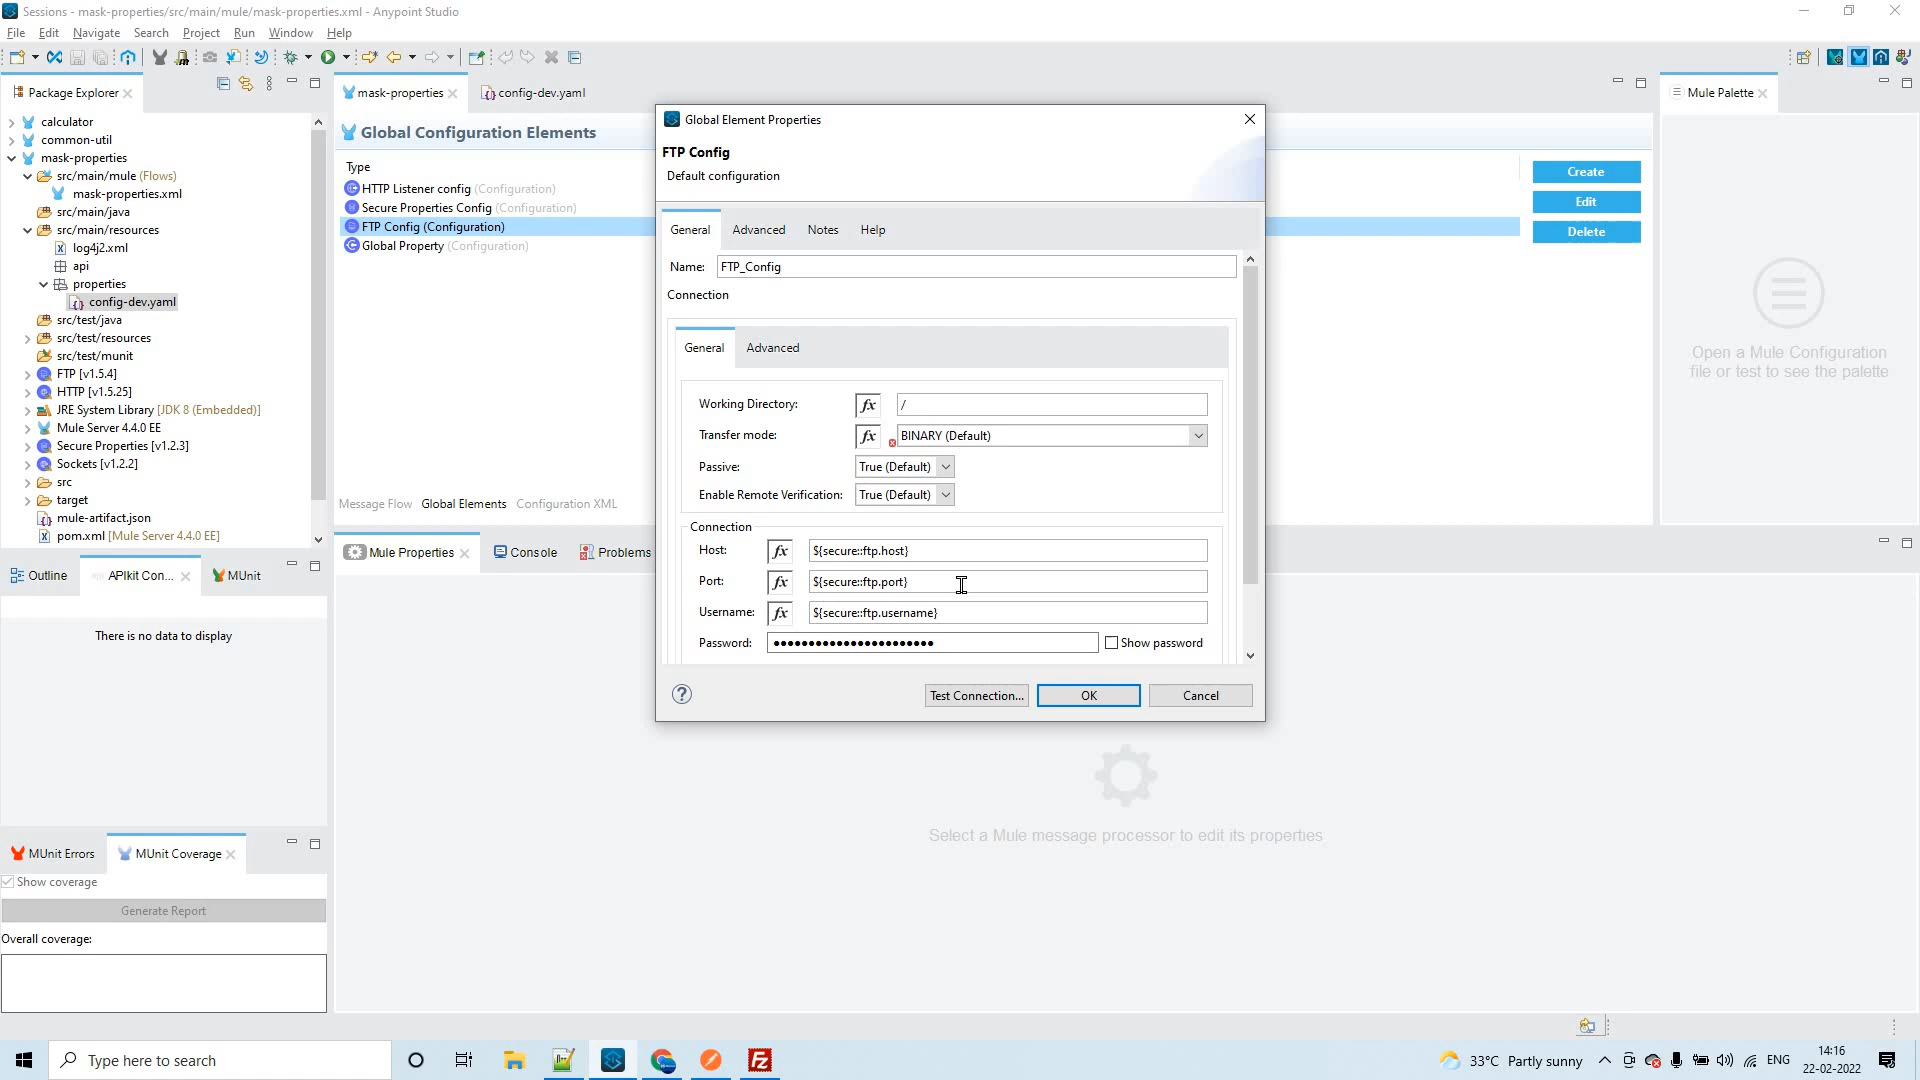 Sessions - mask-properties/src/main/mule/mask-properties.xml - Anypoint Studio
File Edit Navigate Search Project Run Window Help
Package Explorer
calculator
common-util
mask-properties
src/main/mule (Flows)
mask-properties.xml
src/main/java
src/main/resources
log4j2.xml
api
properties
config-dev.yaml
src/test/java
src/test/resources
src/test/munit
FTP [v1.5.4]
HTTP [v1.5.25]
JRE System Library [JDK 8 (Embedded)]
Mule Server 4.4.0 EE
Secure Properties [v1.2.3]
Sockets [v1.2.2]
src
target
mule-artifact.json
pom.xml [Mule Server 4.4.0 EE]
mask-properties config-dev.yaml
Global Configuration Elements
Type
HTTP Listener config (Configuration)
Secure Properties Config (Configuration)
FTP Config (Configuration)
Global Property (Configuration)
Create
Edit
Delete
Message Flow Global Elements Configuration XML
Mule Palette
Open a Mule Configuration
file or test to see the palette
Global Element Properties
FTP Config
Default configuration
General Advanced Notes Help
Name: FTP_Config
Connection
General Advanced
Working Directory: fx /
Transfer mode: fx BINARY (Default)
Passive: True (Default)
Enable Remote Verification: True (Default)
Connection
Host: fx ${secure::ftp.host}
Port: fx ${secure::ftp.port}
Username: fx ${secure::ftp.username}
Password: ••••••••••••••••••••••• Show password
? Test Connection... OK Cancel
Mule Properties Console Problems
Select a Mule message processor to edit its properties
Outline APIkit Con... MUnit
There is no data to display
MUnit Errors MUnit Coverage
Show coverage
Generate Report
Overall coverage:
Type here to search
33°C Partly sunny
ENG
14:16
22-02-2022